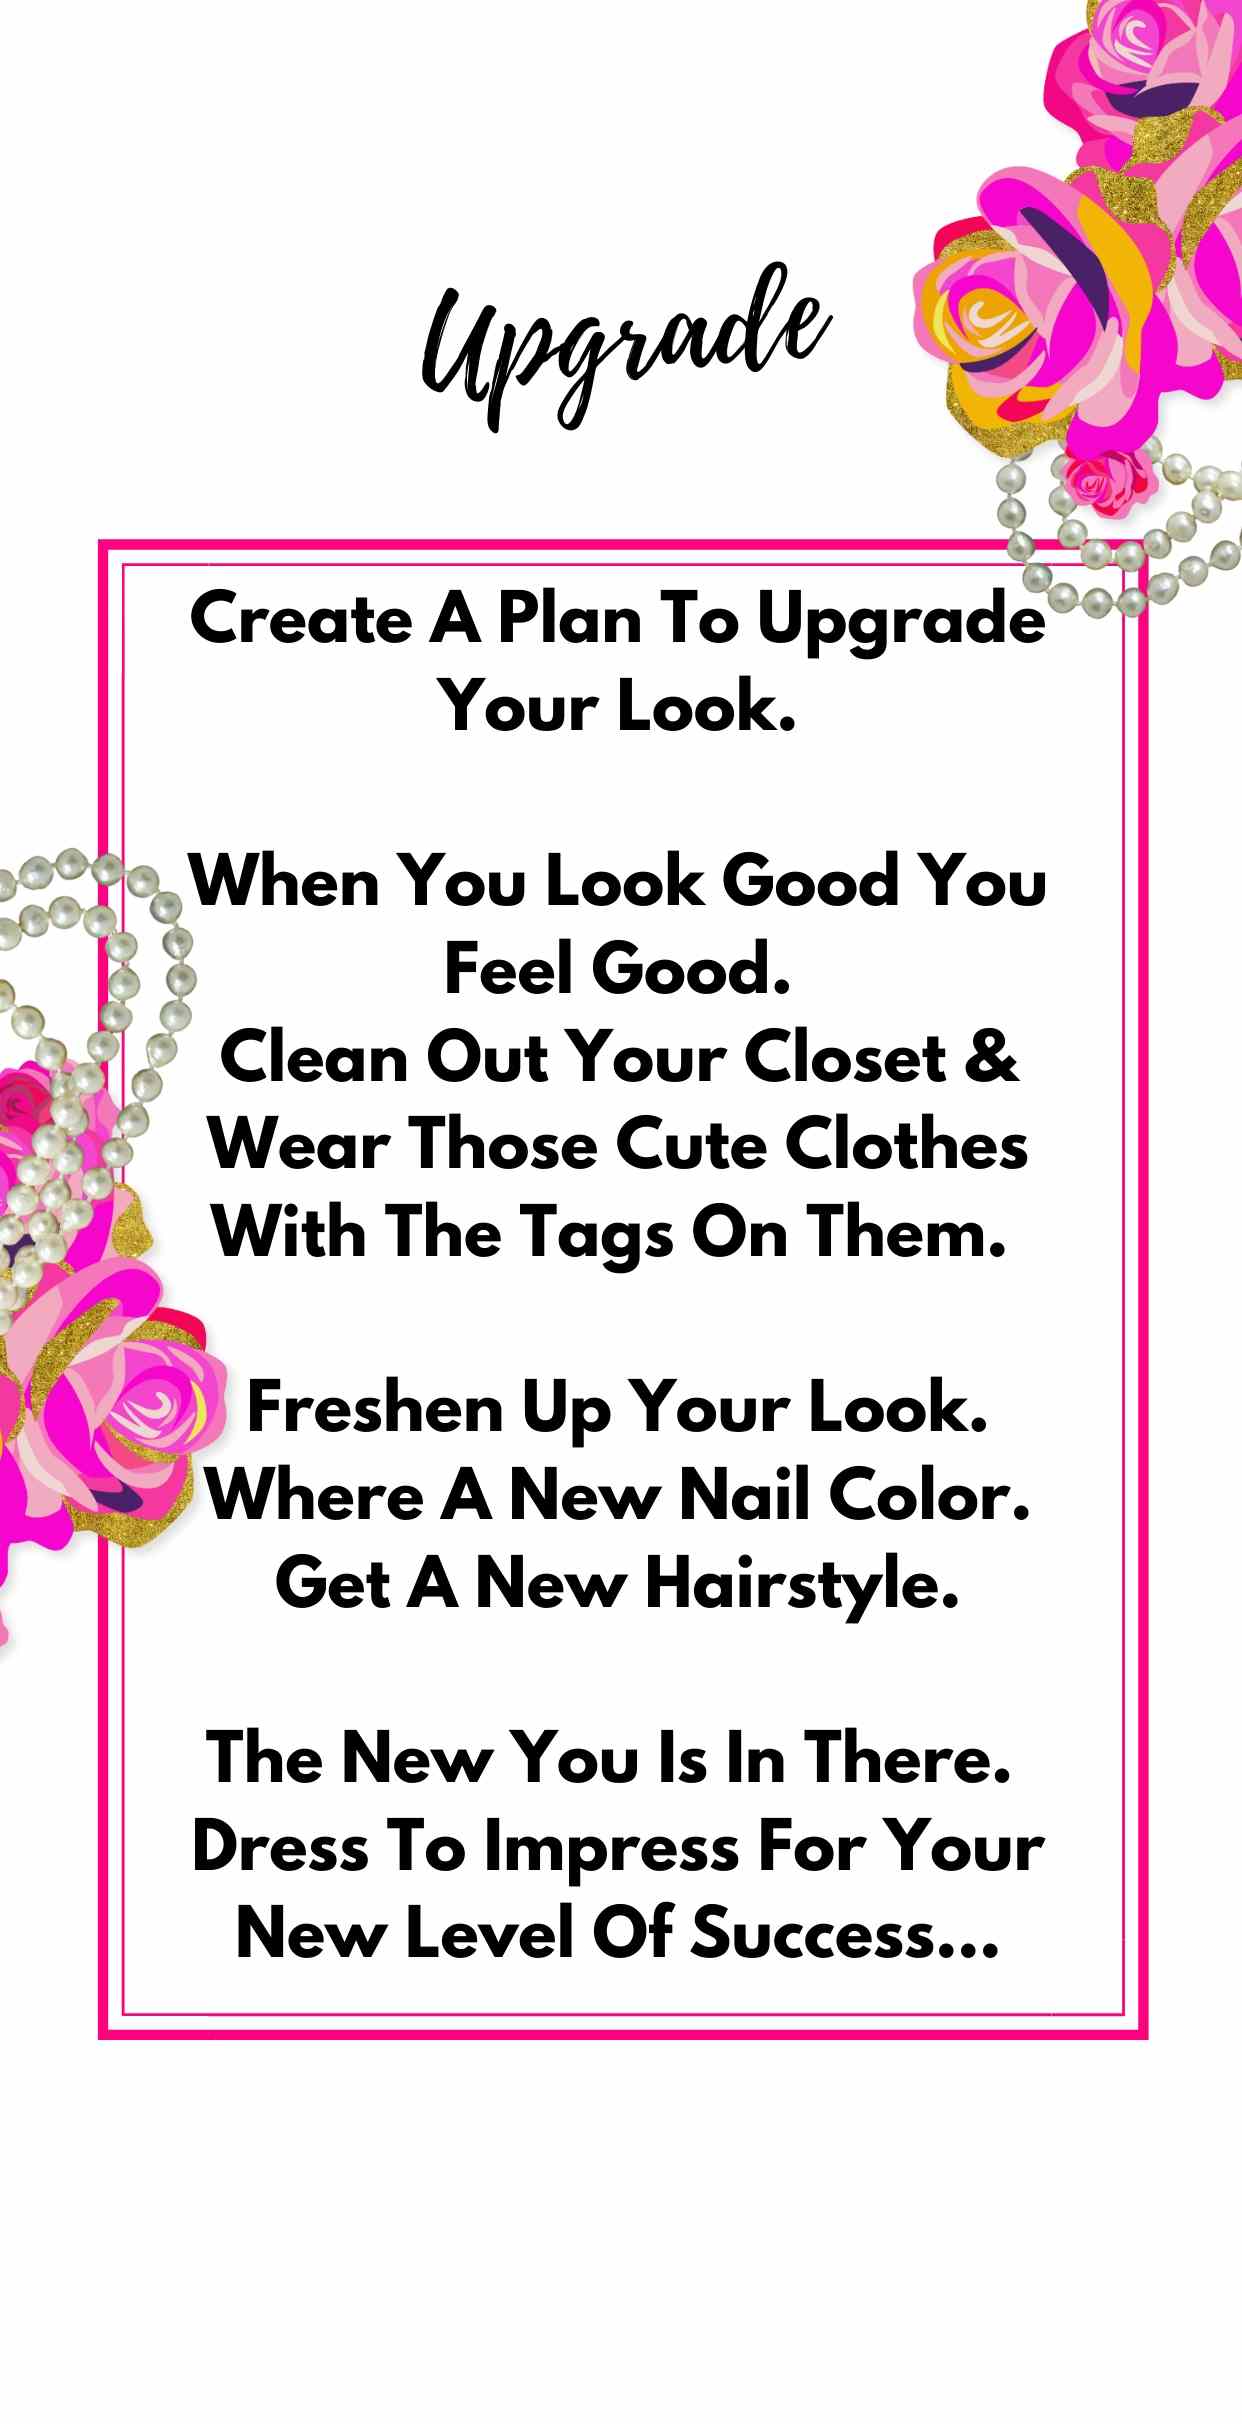 Upgrade
Create A Plan To Upgrade
Your Look.
When You Look Good You
Feel Good.
Clean Out Your Closet &
Wear Those Cute Clothes
With The Tags On Them.
Freshen Up Your Look.
Where A New Nail Color.
Get A New Hairstyle.
The New You Is In There.
Dress To Impress For Your
New Level Of Success...